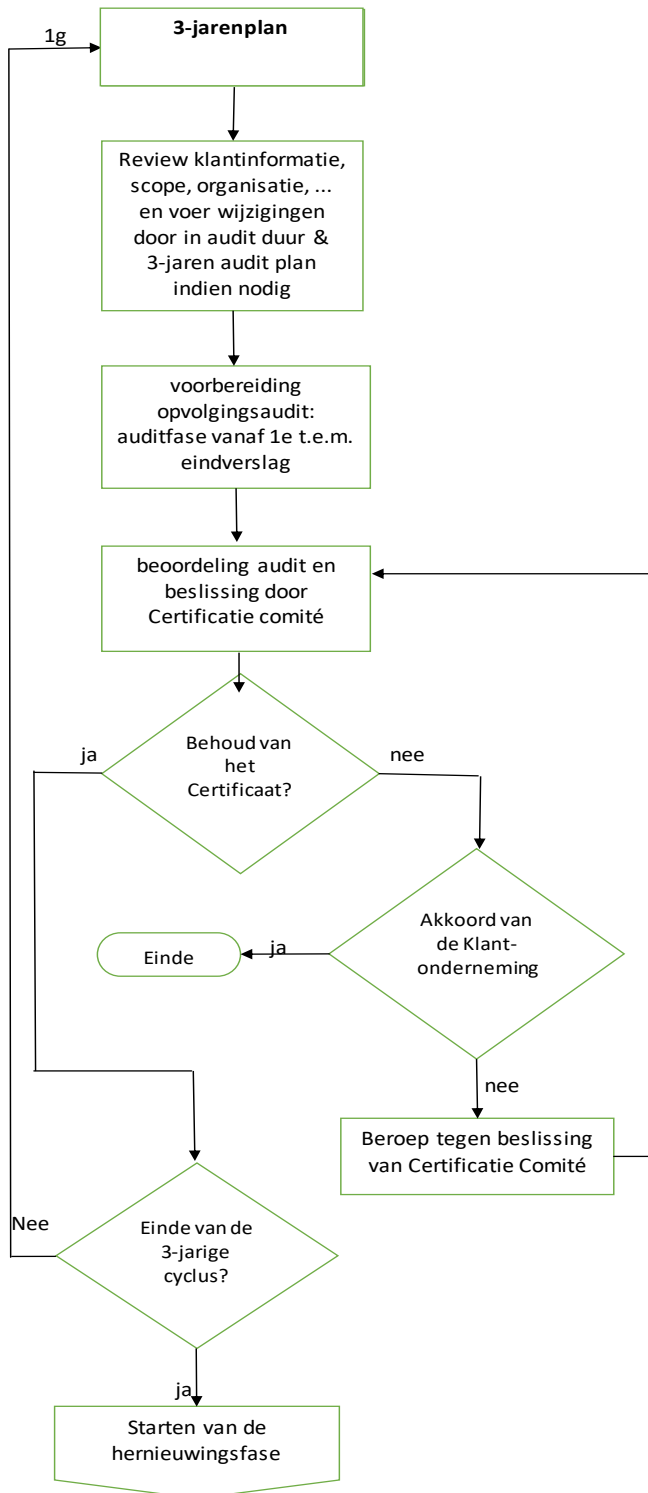 1g
3-jarenplan
Review klantinformatie,
scope, organisatie, ...
en voer wijzigingen
door in audit duur &
3-jaren audit plan
indien nodig
voorbereiding
opvolgingsaudit:
auditfase vanaf 1e t.e.m.
eindverslag
beoordeling audit en
beslissing door
Certificatie comité
ja
Behoud van
het
Certificaat?
nee
Akkoord van
de Klant-
onderneming
ja
Einde
nee
Beroep tegen beslissing
van Certificatie Comité
Nee
Einde van de
3-jarige
cyclus?
ja
Starten van de
hernieuwingsfase